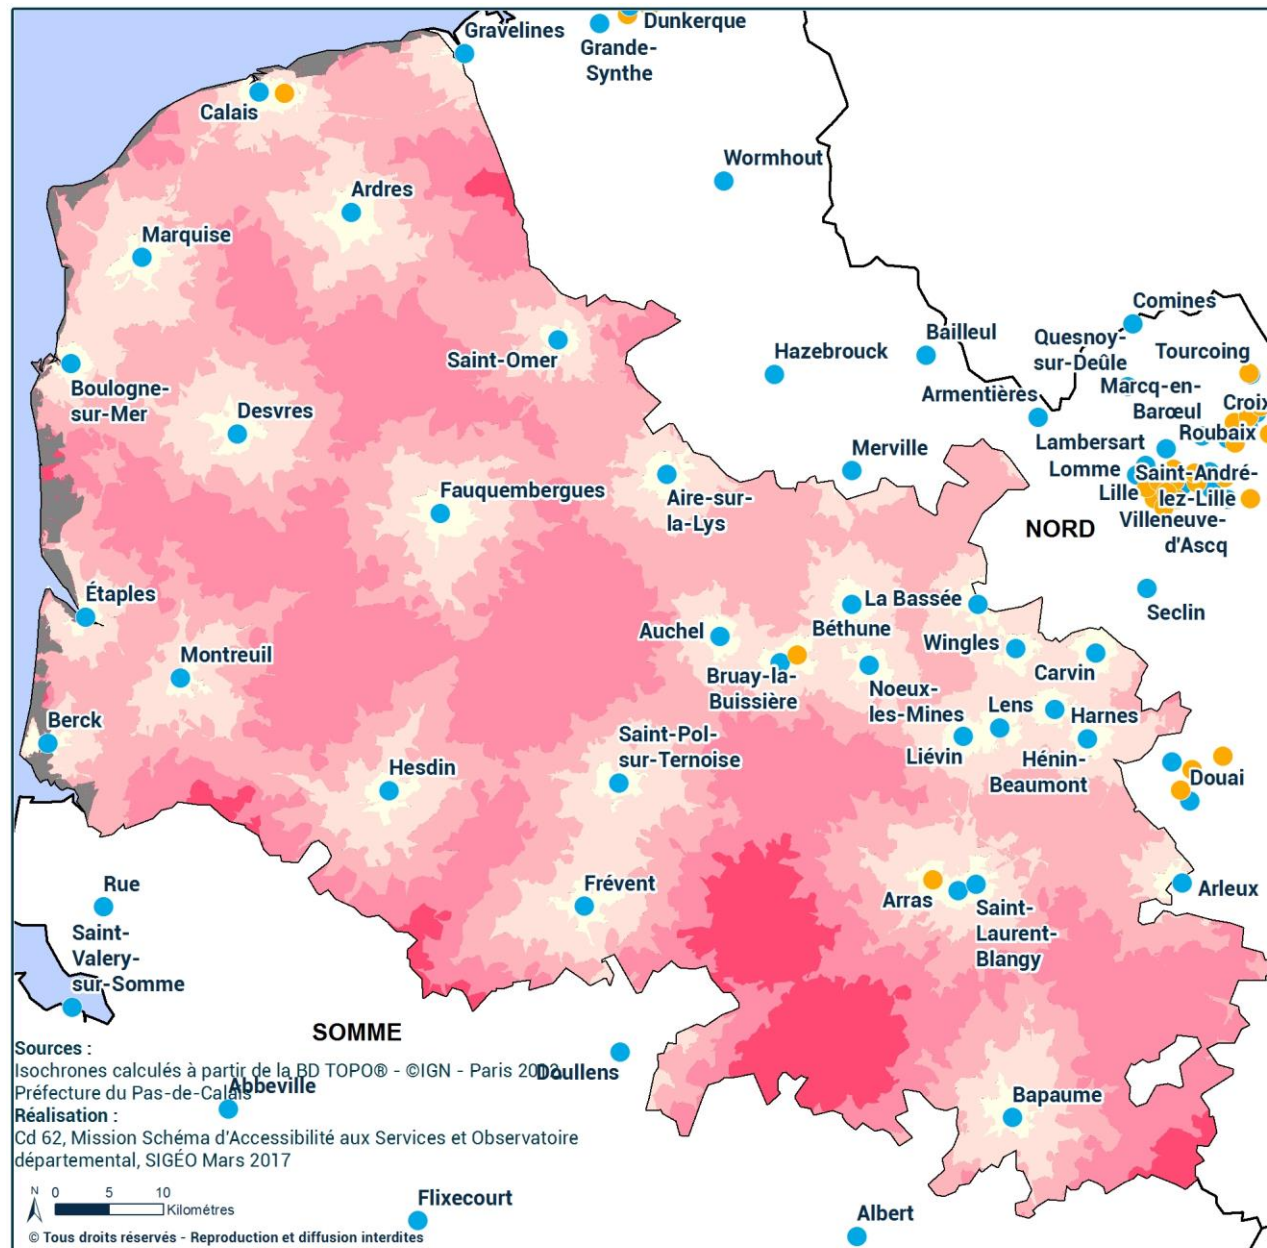 Gravelines
Dunkerque
Grande-
Synthe
Calais
Wormhout
Ardres
Marquise
Comines
Bailleul
Quesnoy-
sur-Deûle
Tourcoing
Saint-Omer
Hazebrouck
Boulogne-
sur-Mer
Desvres
Armentières
Marcq-en-
Barœul
Croix
Roubaix
Lambersart
Merville
Lomme
Saint-André-
lez-Lille
Lille
Fauquembergues
Aire-sur-
la-Lys
Villeneuve-
d'Ascq
NORD
Étaples
La Bassée
Seclin
Auchel
Béthune
Wingles
Montreuil
Bruay-la-
Buissière
Carvin
Noeux-
les-Mines
Lens
Harnes
Berck
Saint-Pol-
sur-Ternoise
Liévin
Hénin-
Beaumont
Hesdin
Douai
Rue
Frévent
Arras
Saint-
Laurent-
Blangy
Arleux
Saint-
Valery-
sur-Somme
SOMME
Sources :
Isochrones calculés à partir de la BD TOPO® - ©IGN - Paris 2012
Doullens
Préfecture du Pas-de-Calais
Abbeville
Bapaume
Réalisation :
Cd 62, Mission Schéma d'Accessibilité aux Services et Observatoire
départemental, SIGÉO Mars 2017
N 0 5 10
Kilométres
Flixecourt
Albert
© Tous droits réservés - Reproduction et diffusion interdites